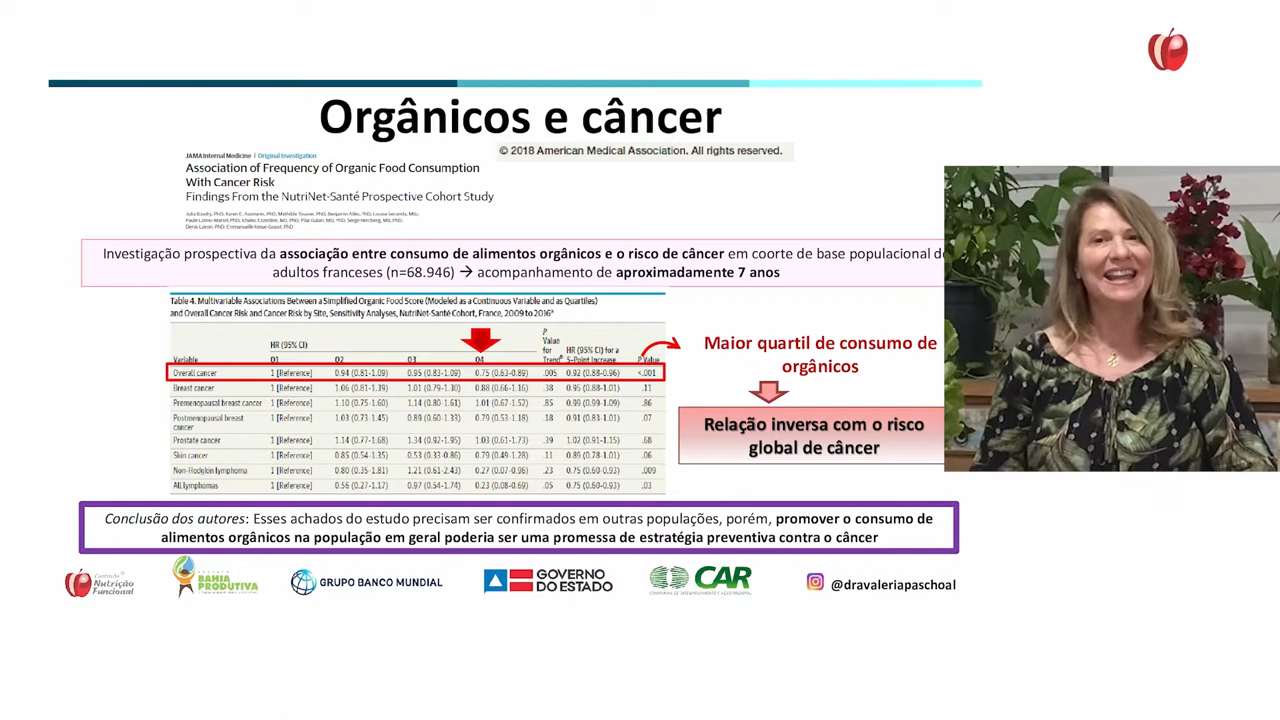 Orgânicos e câncer
© 2018 American Medical Association. All rights reserved.
JAMA Internal Medicine | Original Investigation
Association of Frequency of Organic Food Consumption
With Cancer Risk
Findings From the NutriNet-Santé Prospective Cohort Study
Investigação prospectiva da associação entre consumo de alimentos orgânicos e o risco de câncer em coorte de base populacional de
adultos franceses (n=68.946) → acompanhamento de aproximadamente 7 anos
Table 4. Multivariable Associations Between a Simplified Organic Food Score (Modeled as a Continuous Variable and as Quartiles)
and Overall Cancer Risk and Cancer Risk by Site, Sensitivity Analyses, NutriNet-Santé Cohort, France, 2009 to 2016
Variable HR (95% CI) Q1 Q2 Q3 Q4 P Value for Trend HR (95% CI) for a 5-Point Increase P Value
Overall cancer 1 [Reference] 0.94 (0.81-1.09) 0.95 (0.83-1.09) 0.75 (0.63-0.89) .005 0.92 (0.88-0.96) <.001
Breast cancer 1 [Reference] 1.06 (0.81-1.39) 1.01 (0.79-1.30) 0.88 (0.66-1.16) .38 0.95 (0.88-1.01) .11
Premenopausal breast cancer 1 [Reference] 1.10 (0.75-1.60) 1.14 (0.80-1.61) 1.01 (0.67-1.52) .85 0.99 (0.99-1.09) .86
Postmenopausal breast cancer 1 [Reference] 1.03 (0.73-1.45) 0.89 (0.60-1.33) 0.79 (0.53-1.18) .18 0.91 (0.83-1.01) .07
Prostate cancer 1 [Reference] 1.14 (0.77-1.68) 1.34 (0.92-1.95) 1.03 (0.61-1.73) .39 1.02 (0.91-1.15) .68
Skin cancer 1 [Reference] 0.85 (0.54-1.35) 0.53 (0.33-0.86) 0.79 (0.49-1.28) .11 0.89 (0.78-1.01) .06
Non-Hodgkin lymphoma 1 [Reference] 0.80 (0.35-1.81) 1.21 (0.61-2.43) 0.27 (0.07-0.96) .23 0.75 (0.60-0.93) .009
All lymphomas 1 [Reference] 0.56 (0.27-1.17) 0.97 (0.54-1.74) 0.23 (0.08-0.69) .05 0.75 (0.60-0.93) .03
Maior quartil de consumo de
orgânicos
Relação inversa com o risco
global de câncer
Conclusão dos autores: Esses achados do estudo precisam ser confirmados em outras populações, porém, promover o consumo de
alimentos orgânicos na população em geral poderia ser uma promessa de estratégia preventiva contra o câncer
Centro de Nutrição Funcional
BAHIA PRODUTIVA
GRUPO BANCO MUNDIAL
GOVERNO DO ESTADO
CAR
@dravaleriapaschoal